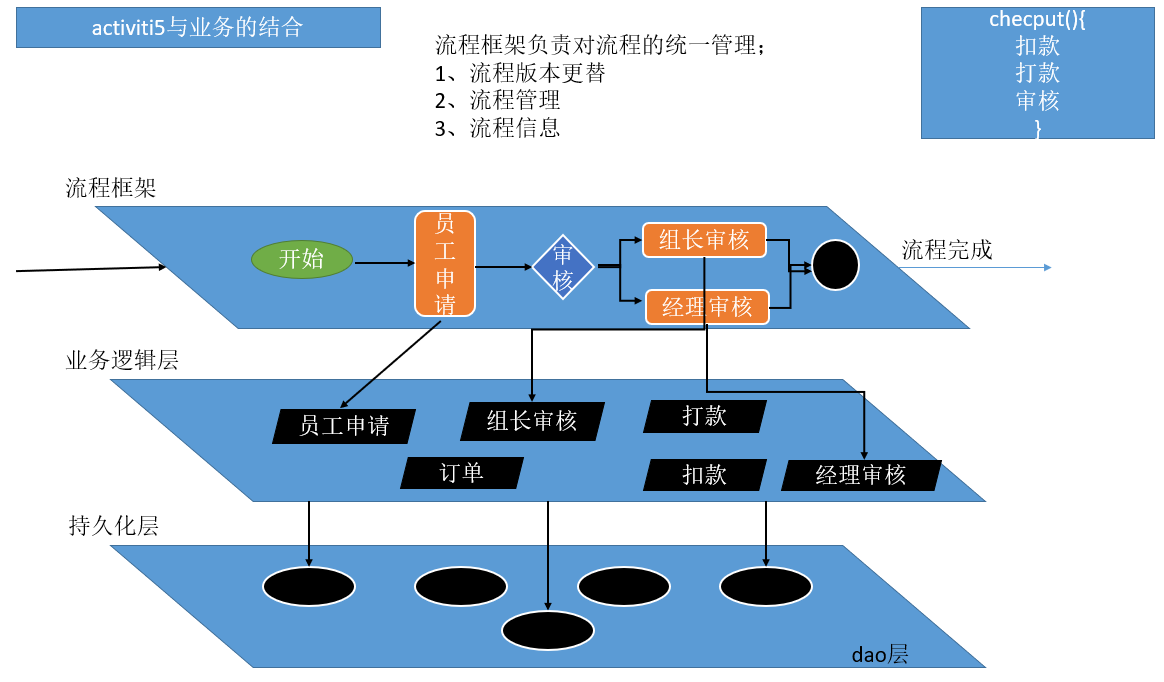 activiti5与业务的结合
流程框架负责对流程的统一管理；
1、流程版本更替
2、流程管理
3、流程信息
checput(){
扣款
打款
审核
}
流程框架
开始
员
工
申
请
审
核
组长审核
经理审核
流程完成
业务逻辑层
员工申请
组长审核
打款
订单
扣款
经理审核
持久化层
dao层